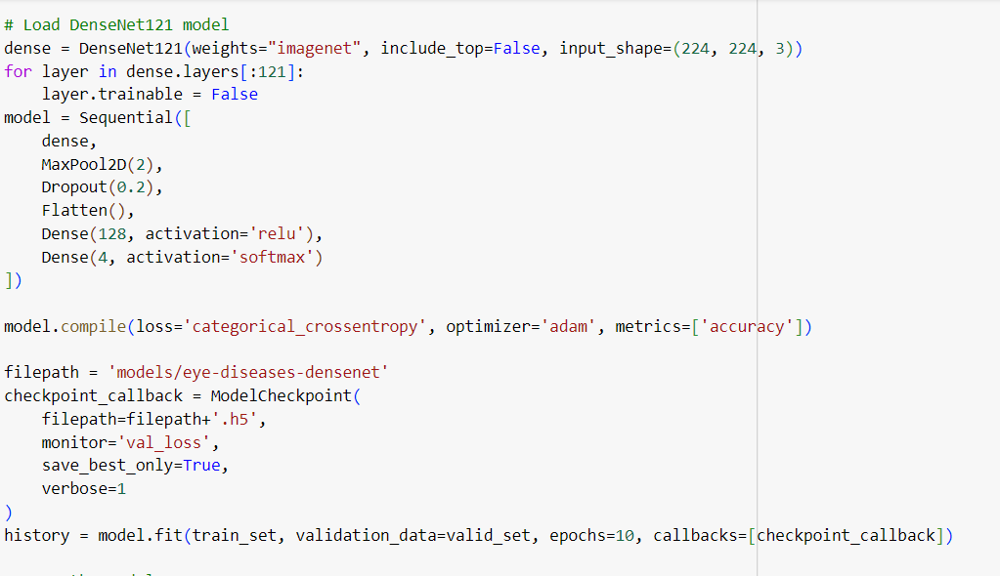 # Load DenseNet121 model
dense = DenseNet121(weights="imagenet", include_top=False, input_shape=(224, 224, 3))
for layer in dense.layers[:121]:
    layer.trainable = False
model = Sequential([
    dense,
    MaxPool2D(2),
    Dropout(0.2),
    Flatten(),
    Dense(128, activation='relu'),
    Dense(4, activation='softmax')
])
model.compile(loss='categorical_crossentropy', optimizer='adam', metrics=['accuracy'])
filepath = 'models/eye-diseases-densenet'
checkpoint_callback = ModelCheckpoint(
    filepath=filepath+'.h5',
    monitor='val_loss',
    save_best_only=True,
    verbose=1
)
history = model.fit(train_set, validation_data=valid_set, epochs=10, callbacks=[checkpoint_callback])